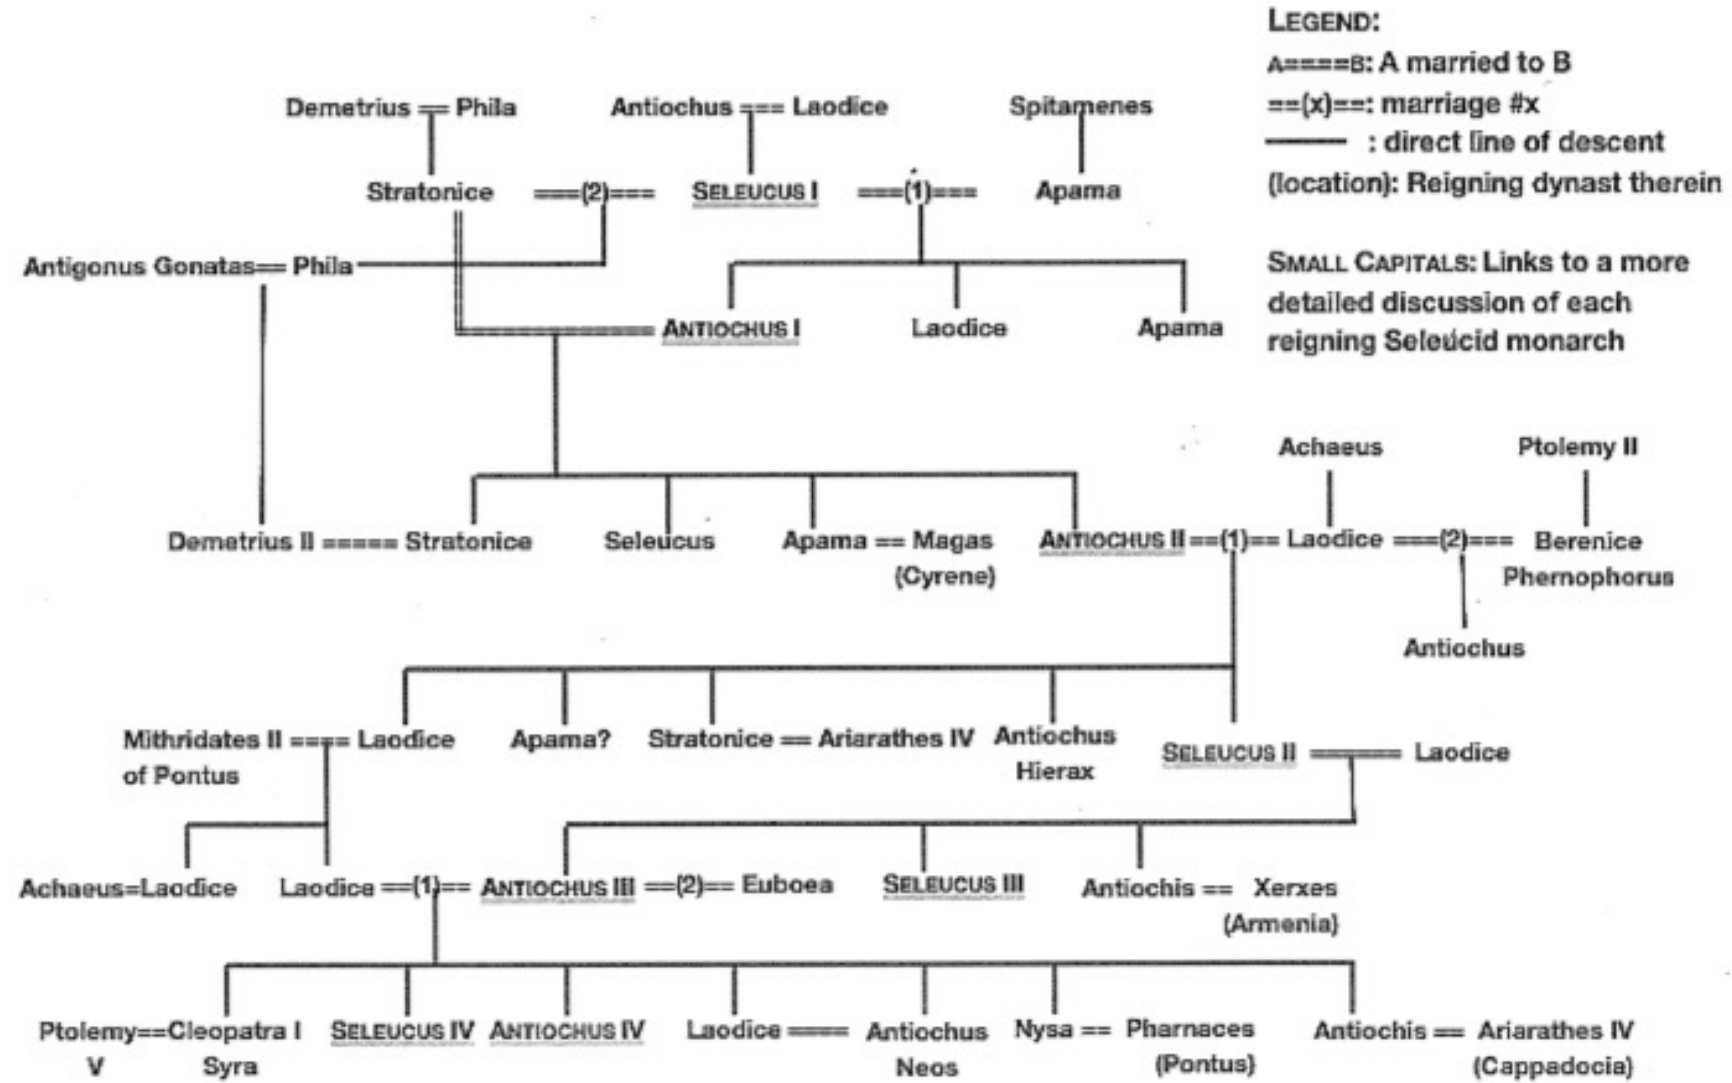 LEGEND:
A====B: A married to B
==(x)==: marriage #x
——— : direct line of descent
(location): Reigning dynast therein
SMALL CAPITALS: Links to a more
detailed discussion of each
reigning Seleucid monarch
Demetrius == Phila Antiochus === Laodice Spitamenes
Stratonice ===(2)=== SELEUCUS I ===(1)=== Apama
Antigonus Gonatas== Phila
ANTIOCHUS I Laodice Apama
Achaeus Ptolemy II
Demetrius II ===== Stratonice Seleucus Apama == Magas ANTIOCHUS II==(1)== Laodice ===(2)=== Berenice
(Cyrene) Phernophorus
Antiochus
Mithridates II ==== Laodice Apama? Stratonice == Ariarathes IV Antiochus SELEUCUS II ====== Laodice
of Pontus Hierax
Achaeus=Laodice Laodice ==(1)== ANTIOCHUS III ==(2)== Euboea SELEUCUS III Antiochis == Xerxes
(Armenia)
Ptolemy==Cleopatra I SELEUCUS IV ANTIOCHUS IV Laodice ==== Antiochus Nysa == Pharnaces Antiochis == Ariarathes IV
V Syra Neos (Pontus) (Cappadocia)